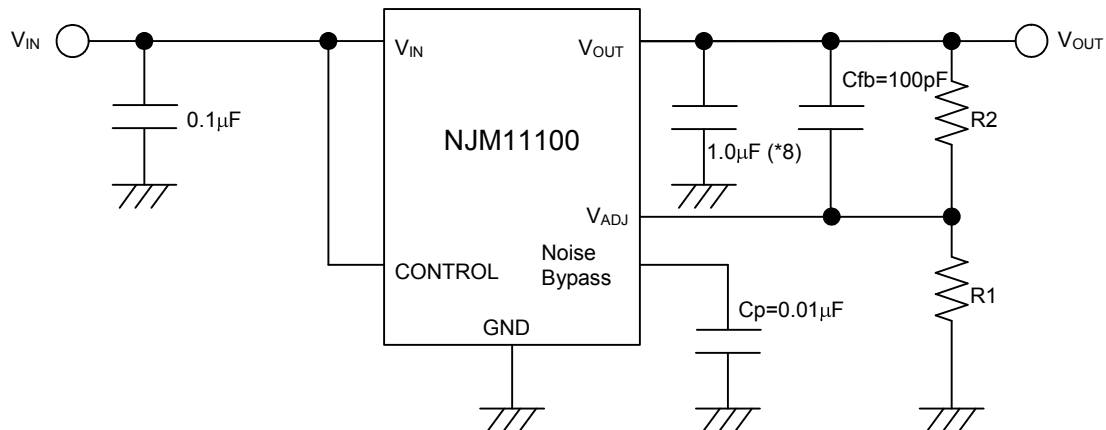 VIN
VIN
VOUT
VOUT
Cfb=100pF
0.1μF
R2
NJM11100
1.0μF (*8)
VADJ
Noise
Bypass
CONTROL
R1
Cp=0.01μF
GND